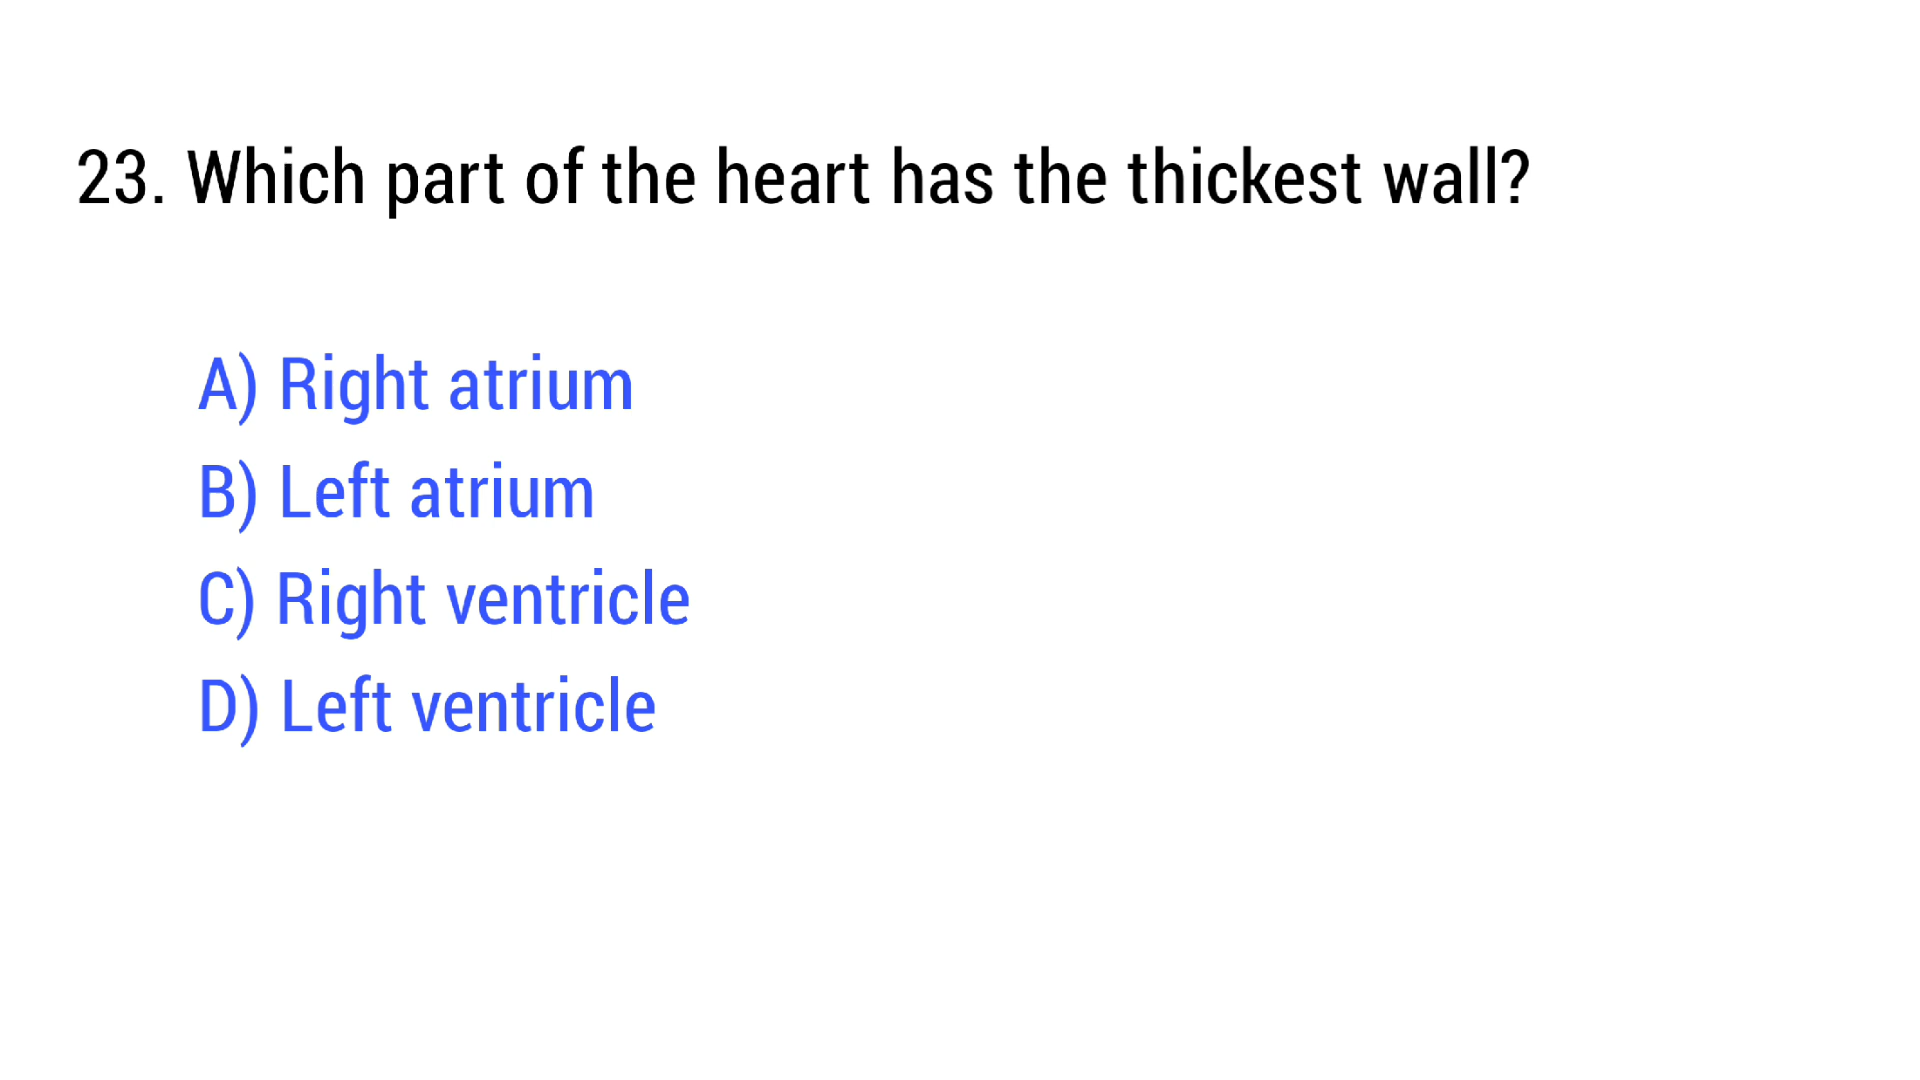 23. Which part of the heart has the thickest wall?
A) Right atrium
B) Left atrium
C) Right ventricle
D) Left ventricle